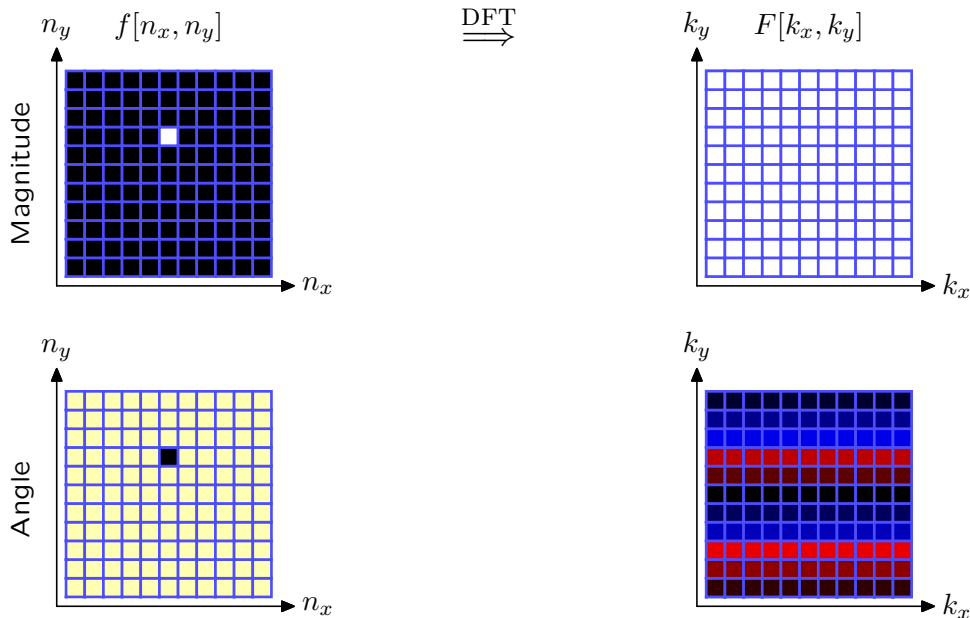 n_y f[n_x, n_y] DFT ⟹ k_y F[k_x, k_y]
Magnitude
n_x k_x
n_y k_y
Angle
n_x k_x